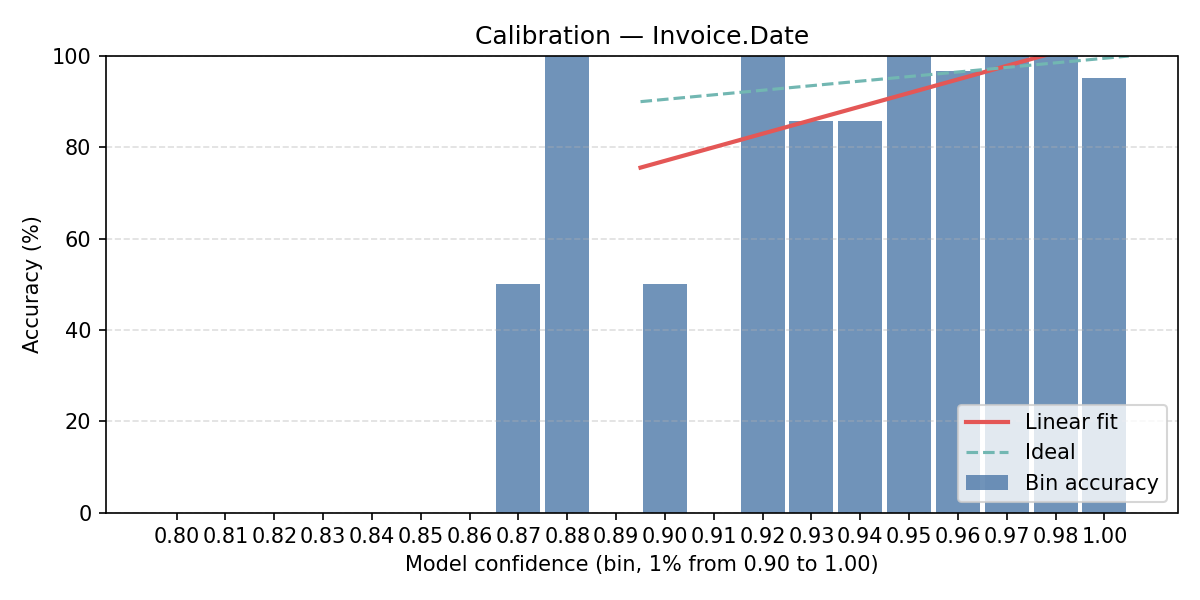 Calibration — Invoice.Date
Accuracy (%)
100
80
60
40
20
0
0.80 0.81 0.82 0.83 0.84 0.85 0.86 0.87 0.88 0.89 0.90 0.91 0.92 0.93 0.94 0.95 0.96 0.97 0.98 1.00
Model confidence (bin, 1% from 0.90 to 1.00)
Linear fit
Ideal
Bin accuracy